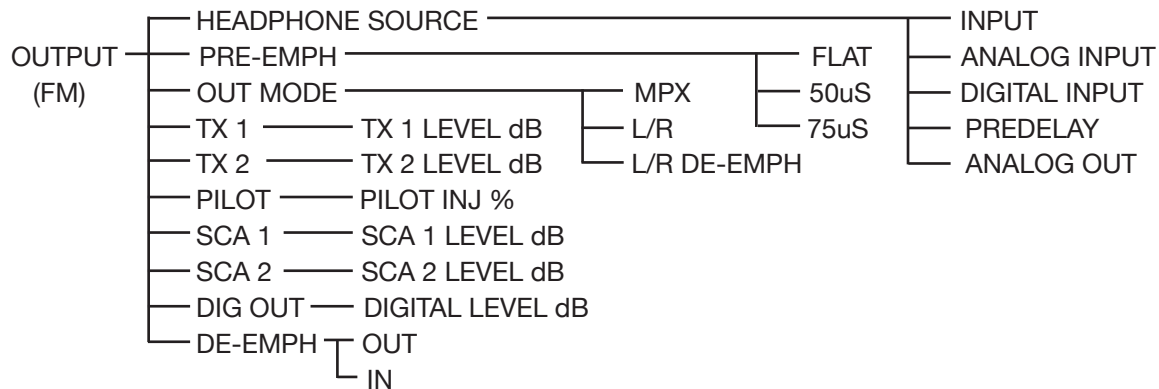 HEADPHONE SOURCE INPUT
OUTPUT PRE-EMPH FLAT ANALOG INPUT
(FM) OUT MODE MPX 50uS DIGITAL INPUT
TX 1 TX 1 LEVEL dB L/R 75uS PREDELAY
TX 2 TX 2 LEVEL dB L/R DE-EMPH ANALOG OUT
PILOT PILOT INJ %
SCA 1 SCA 1 LEVEL dB
SCA 2 SCA 2 LEVEL dB
DIG OUT DIGITAL LEVEL dB
DE-EMPH OUT
IN